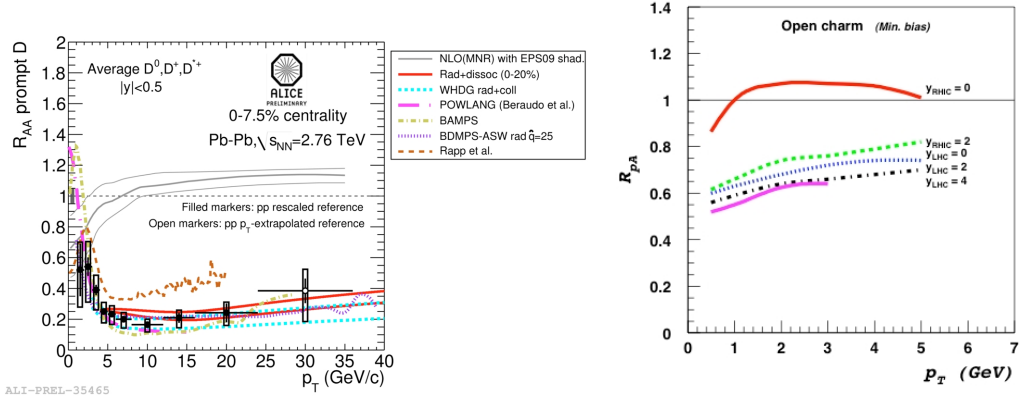 R_AA prompt D
2
1.8
1.6
1.4
1.2
1
0.8
0.6
0.4
0.2
0
Average D⁰,D⁺,D*⁺
|y|<0.5
ALICE
PRELIMINARY
0-7.5% centrality
Pb-Pb,√s_NN=2.76 TeV
Filled markers: pp rescaled reference
Open markers: pp p_T-extrapolated reference
0 5 10 15 20 25 30 35 40
p_T (GeV/c)
ALI-PREL-35465
NLO(MNR) with EPS09 shad.
Rad+dissoc (0-20%)
WHDG rad+coll
POWLANG (Beraudo et al.)
BAMPS
BDMPS-ASW rad q̂=25
Rapp et al.
R_pA
1.4
1.2
1
0.8
0.6
0.4
0.2
0
Open charm (Min. bias)
y_RHIC = 0
y_RHIC = 2
y_LHC = 0
y_LHC = 2
y_LHC = 4
0 1 2 3 4 5 6 7
p_T (GeV)